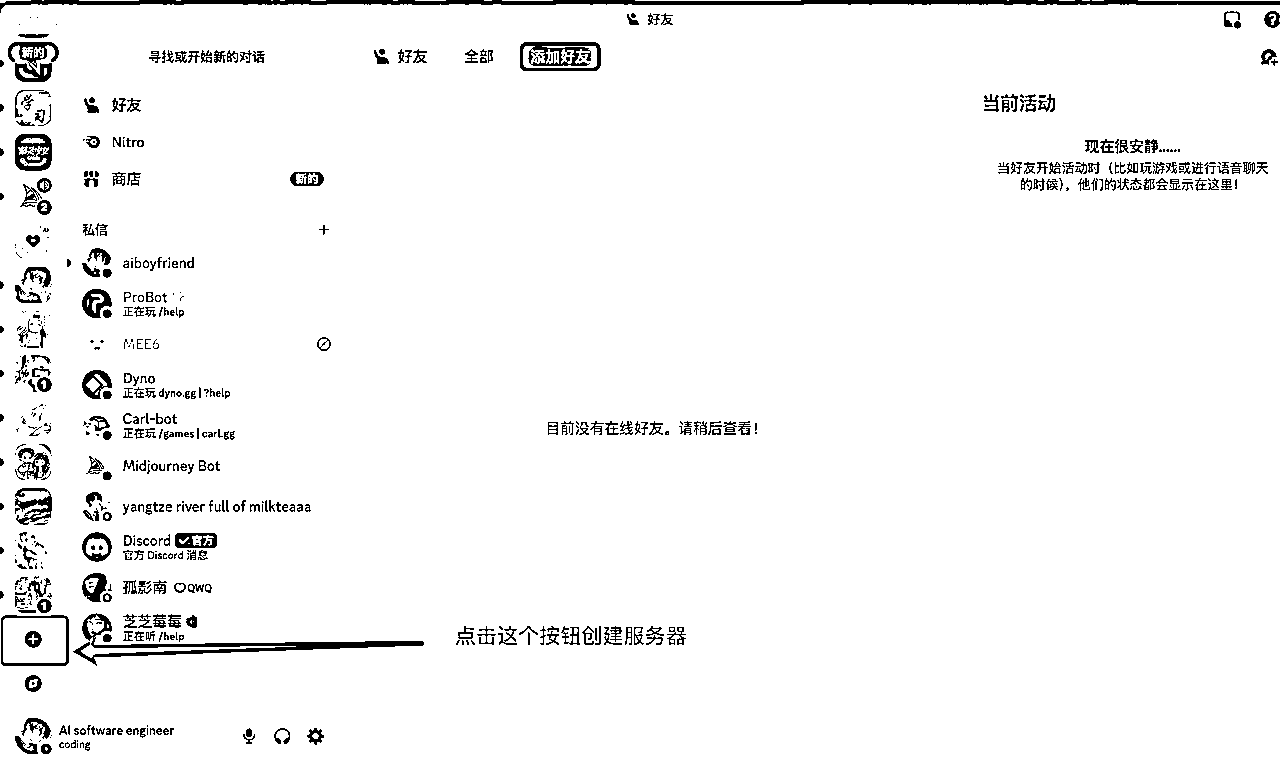 好友
新的
寻找或开始新的对话
好友
全部
添加好友
学习
好友
当前活动
Nitro
现在很安静......
当好友开始活动时（比如玩游戏或进行语音聊天
的时候），他们的状态都会显示在这里！
商店
新的
2
私信
aiboyfriend
ProBot
正在玩 /help
MEE6
1
Dyno
正在玩 dyno.gg | ?help
Carl-bot
正在玩 /games | carl.gg
目前没有在线好友。请稍后查看！
Midjourney Bot
yangtze river full of milkteaaa
Discord 官方
官方 Discord 消息
孤影南 QWQ
1
芝芝莓莓
正在听 /help
点击这个按钮创建服务器
AI software engineer
coding